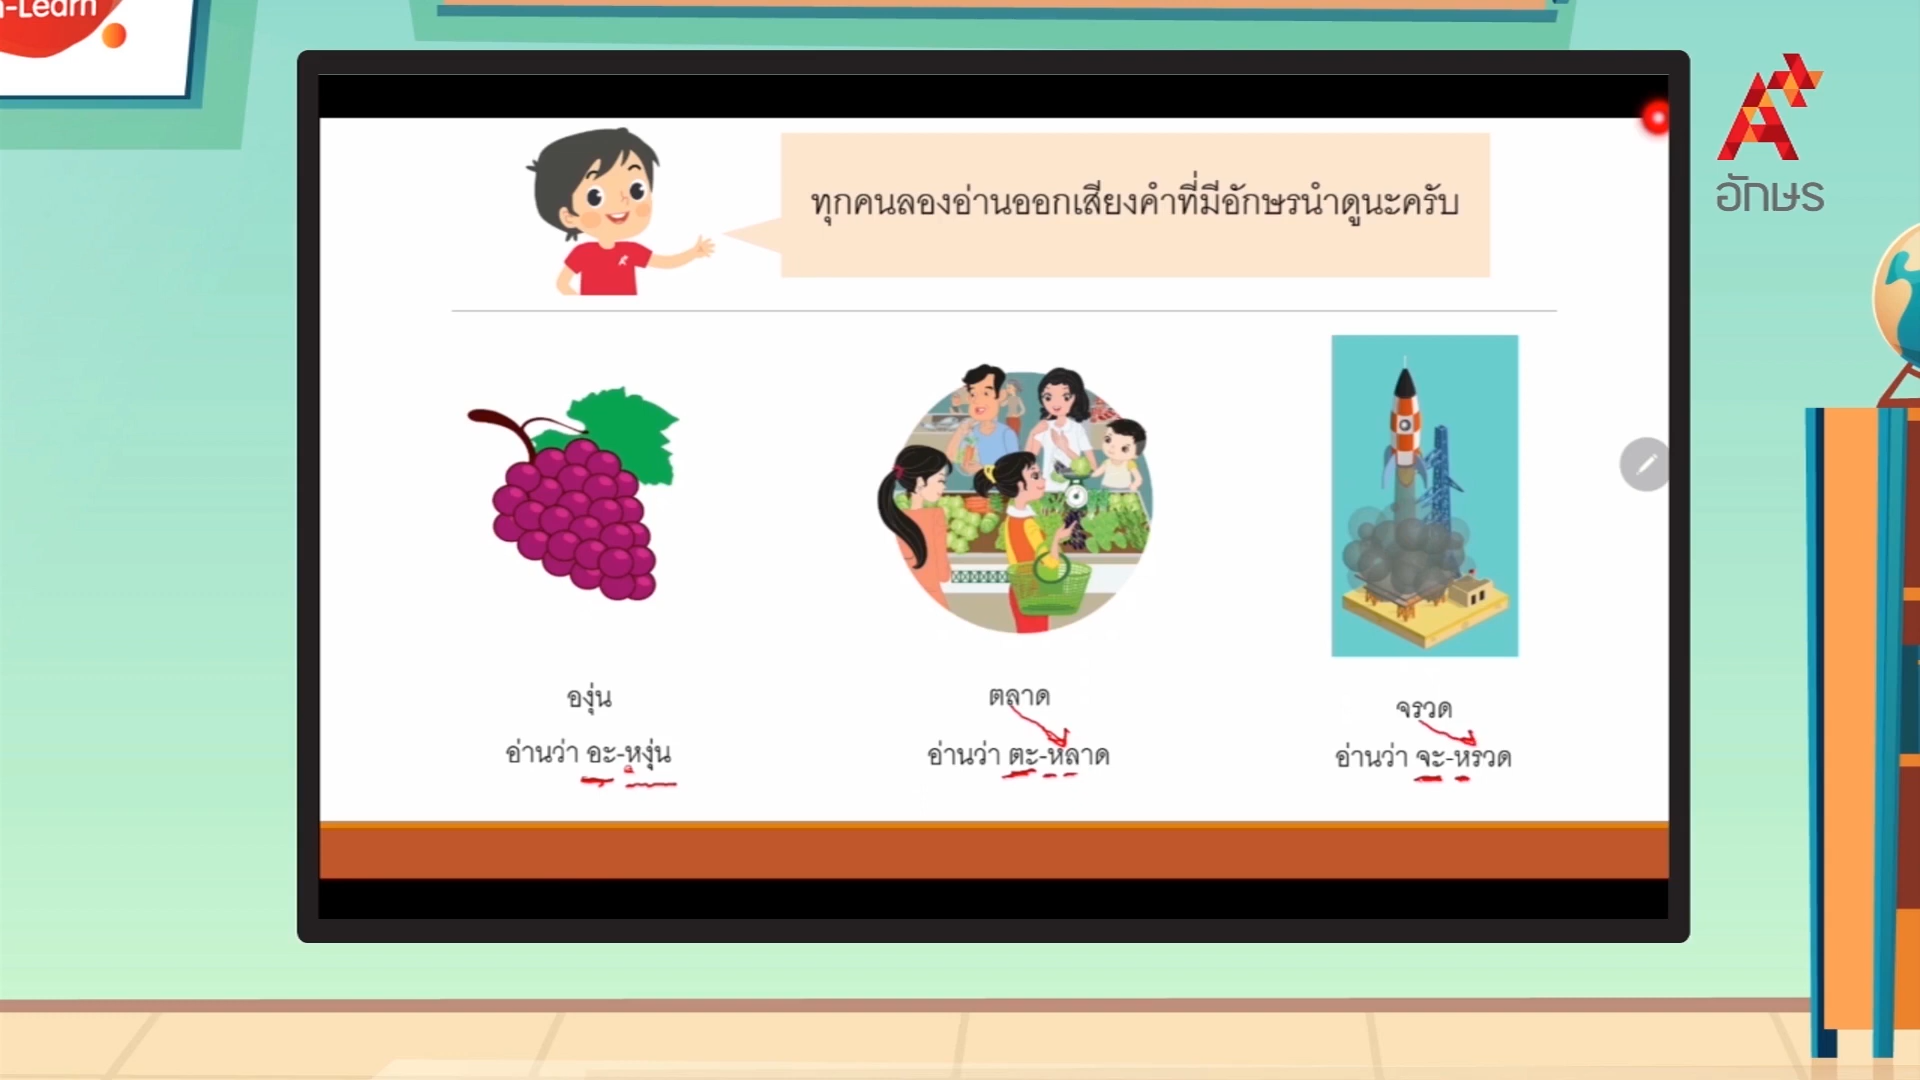 -Learn
อักษร
ทุกคนลองอ่านออกเสียงคำที่มีอักษรนำดูนะครับ
องุ่น
อ่านว่า อะ-หงุ่น
ตลาด
อ่านว่า ตะ-หลาด
จรวด
อ่านว่า จะ-หรวด